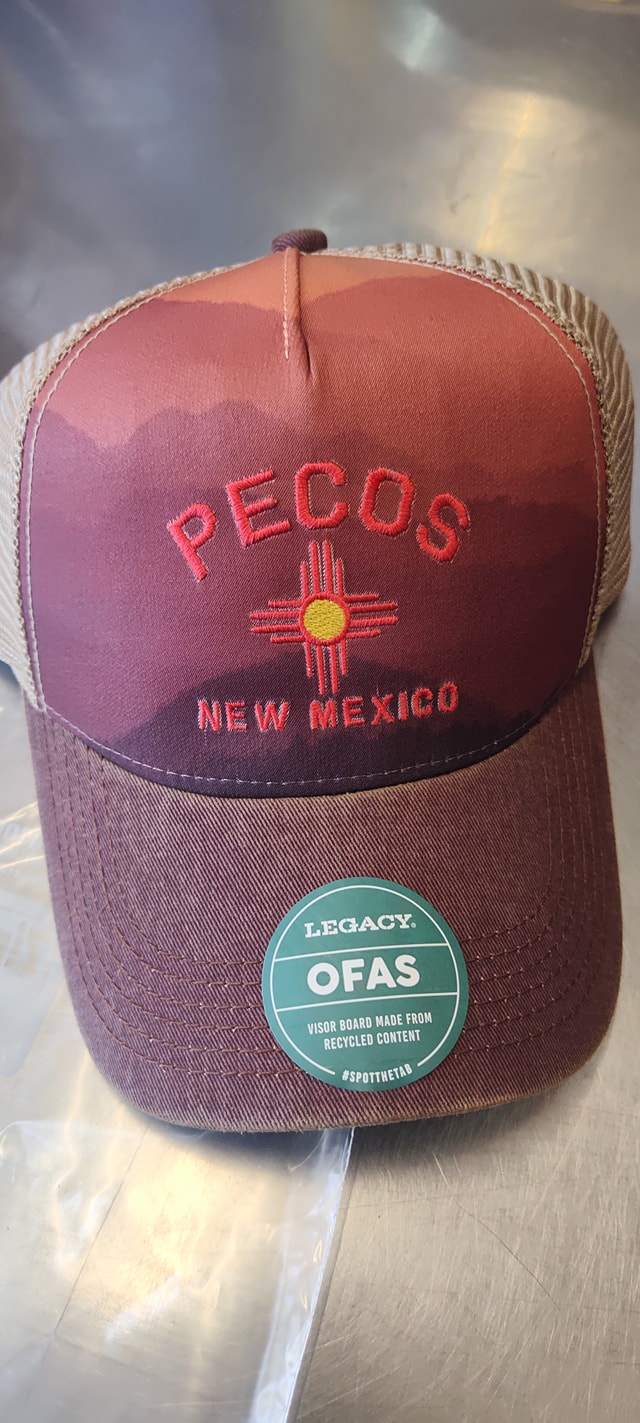 PECOS
NEW MEXICO
LEGACY®
OFAS
VISOR BOARD MADE FROM
RECYCLED CONTENT
#SPOTTHETAB